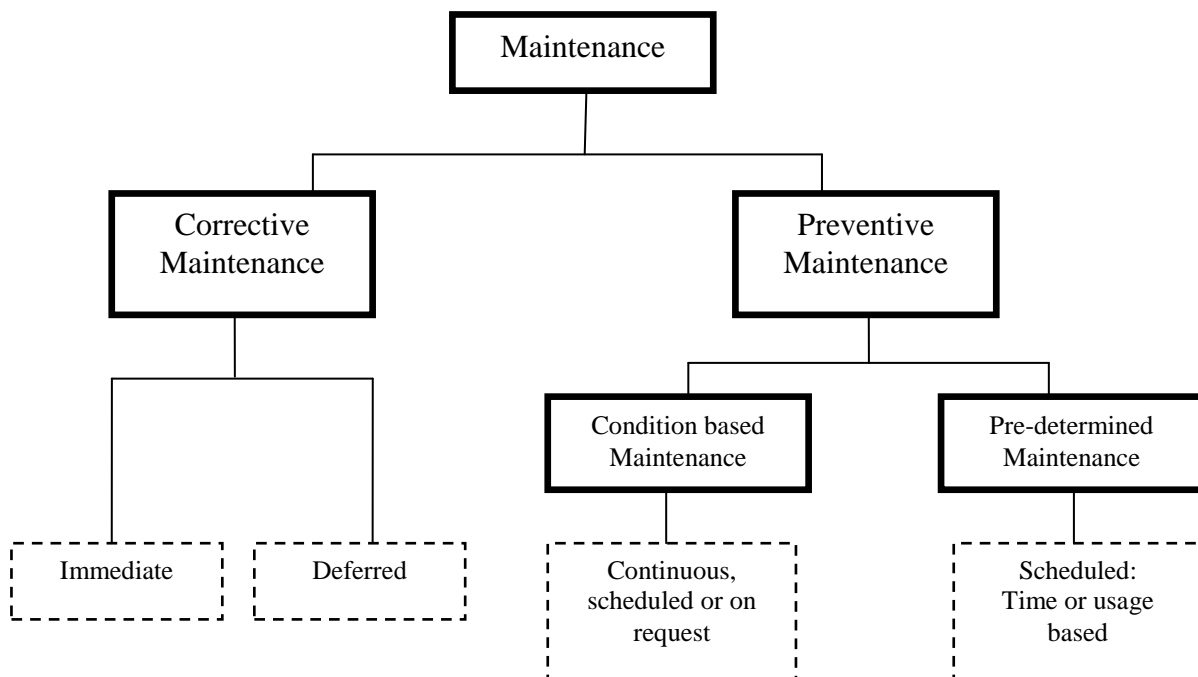 Maintenance
Corrective
Maintenance
Preventive
Maintenance
Condition based
Maintenance
Pre-determined
Maintenance
Immediate
Deferred
Continuous,
scheduled or on
request
Scheduled:
Time or usage
based